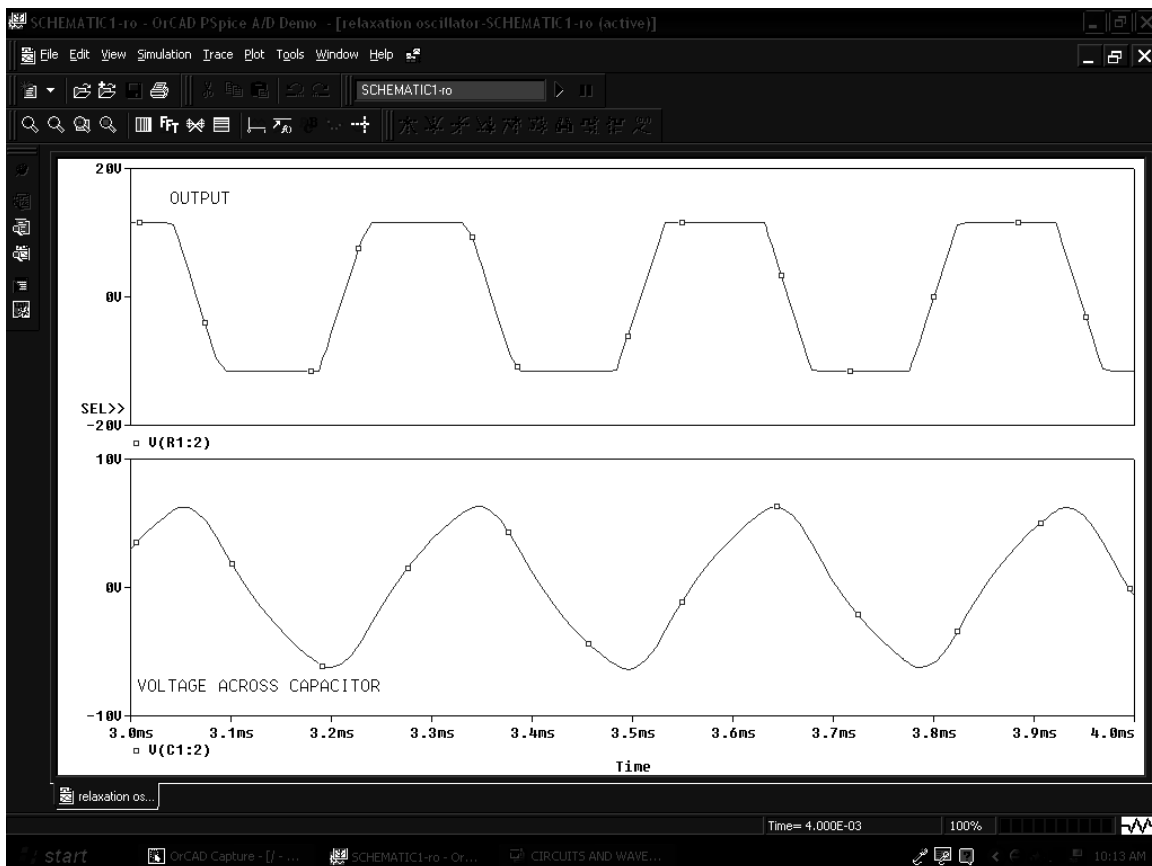 SCHEMATIC1-ro - OrCAD PSpice A/D Demo - [relaxation oscillator-SCHEMATIC1-ro (active)]
File Edit View Simulation Trace Plot Tools Window Help
SCHEMATIC1-ro
FFT
20V
OUTPUT
0V
SEL>>
-20V
V(R1:2)
10V
0V
VOLTAGE ACROSS CAPACITOR
-10V
3.0ms 3.1ms 3.2ms 3.3ms 3.4ms 3.5ms 3.6ms 3.7ms 3.8ms 3.9ms 4.0ms
V(C1:2)
Time
relaxation os...
Time= 4.000E-03 100%
start OrCAD Capture - [/ - ... SCHEMATIC1-ro - Or... CIRCUITS AND WAVE... 10:13 AM